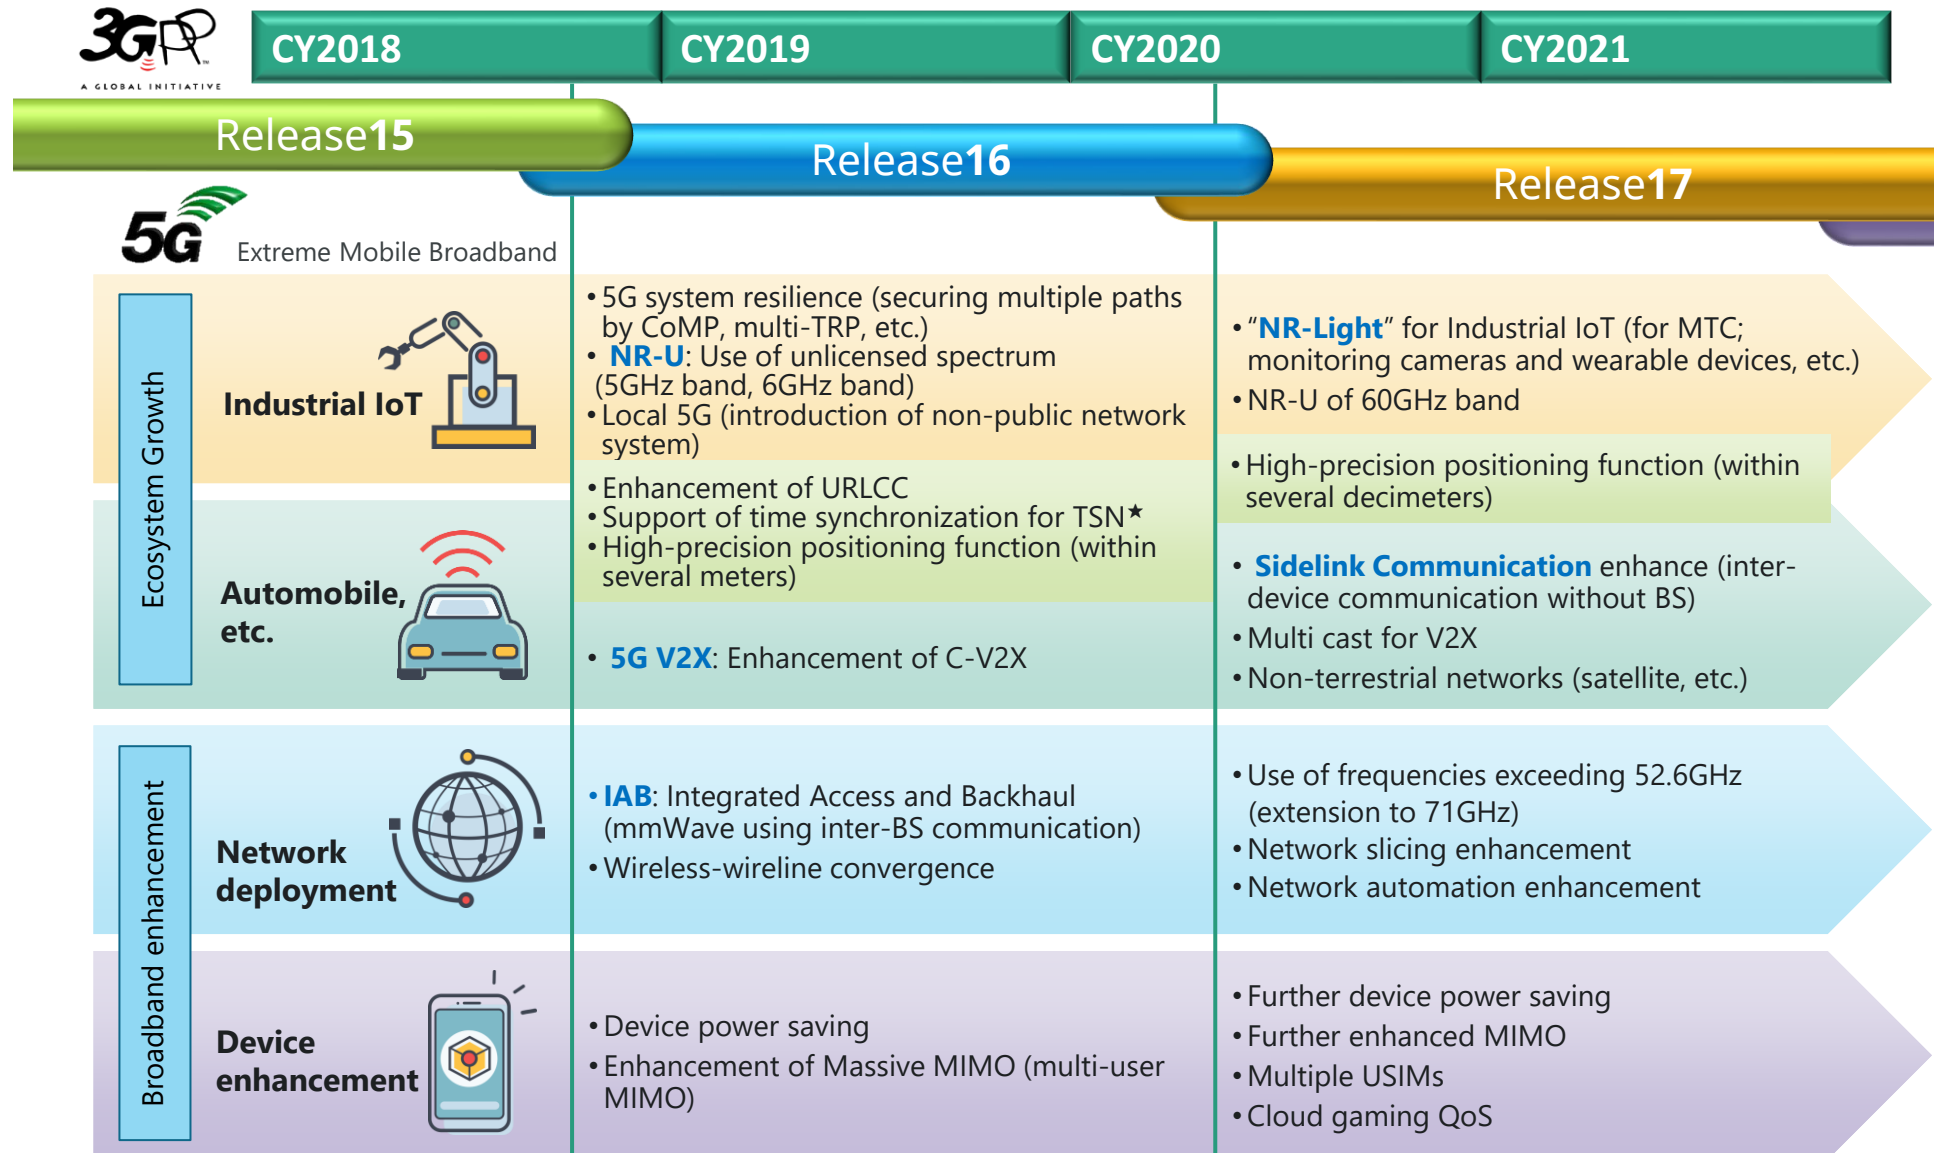 3GPP™
A GLOBAL INITIATIVE
CY2018
CY2019
CY2020
CY2021
Release15
Release16
Release17
5G
Extreme Mobile Broadband
Ecosystem Growth
Industrial IoT
• 5G system resilience (securing multiple paths
by CoMP, multi-TRP, etc.)
• NR-U: Use of unlicensed spectrum
(5GHz band, 6GHz band)
• Local 5G (introduction of non-public network
system)
• "NR-Light" for Industrial IoT (for MTC;
monitoring cameras and wearable devices, etc.)
• NR-U of 60GHz band
• Enhancement of URLCC
• Support of time synchronization for TSN★
• High-precision positioning function (within
several meters)
• High-precision positioning function (within
several decimeters)
Automobile,
etc.
• 5G V2X: Enhancement of C-V2X
• Sidelink Communication enhance (inter-
device communication without BS)
• Multi cast for V2X
• Non-terrestrial networks (satellite, etc.)
Broadband enhancement
Network
deployment
• IAB: Integrated Access and Backhaul
(mmWave using inter-BS communication)
• Wireless-wireline convergence
• Use of frequencies exceeding 52.6GHz
(extension to 71GHz)
• Network slicing enhancement
• Network automation enhancement
Device
enhancement
• Device power saving
• Enhancement of Massive MIMO (multi-user
MIMO)
• Further device power saving
• Further enhanced MIMO
• Multiple USIMs
• Cloud gaming QoS